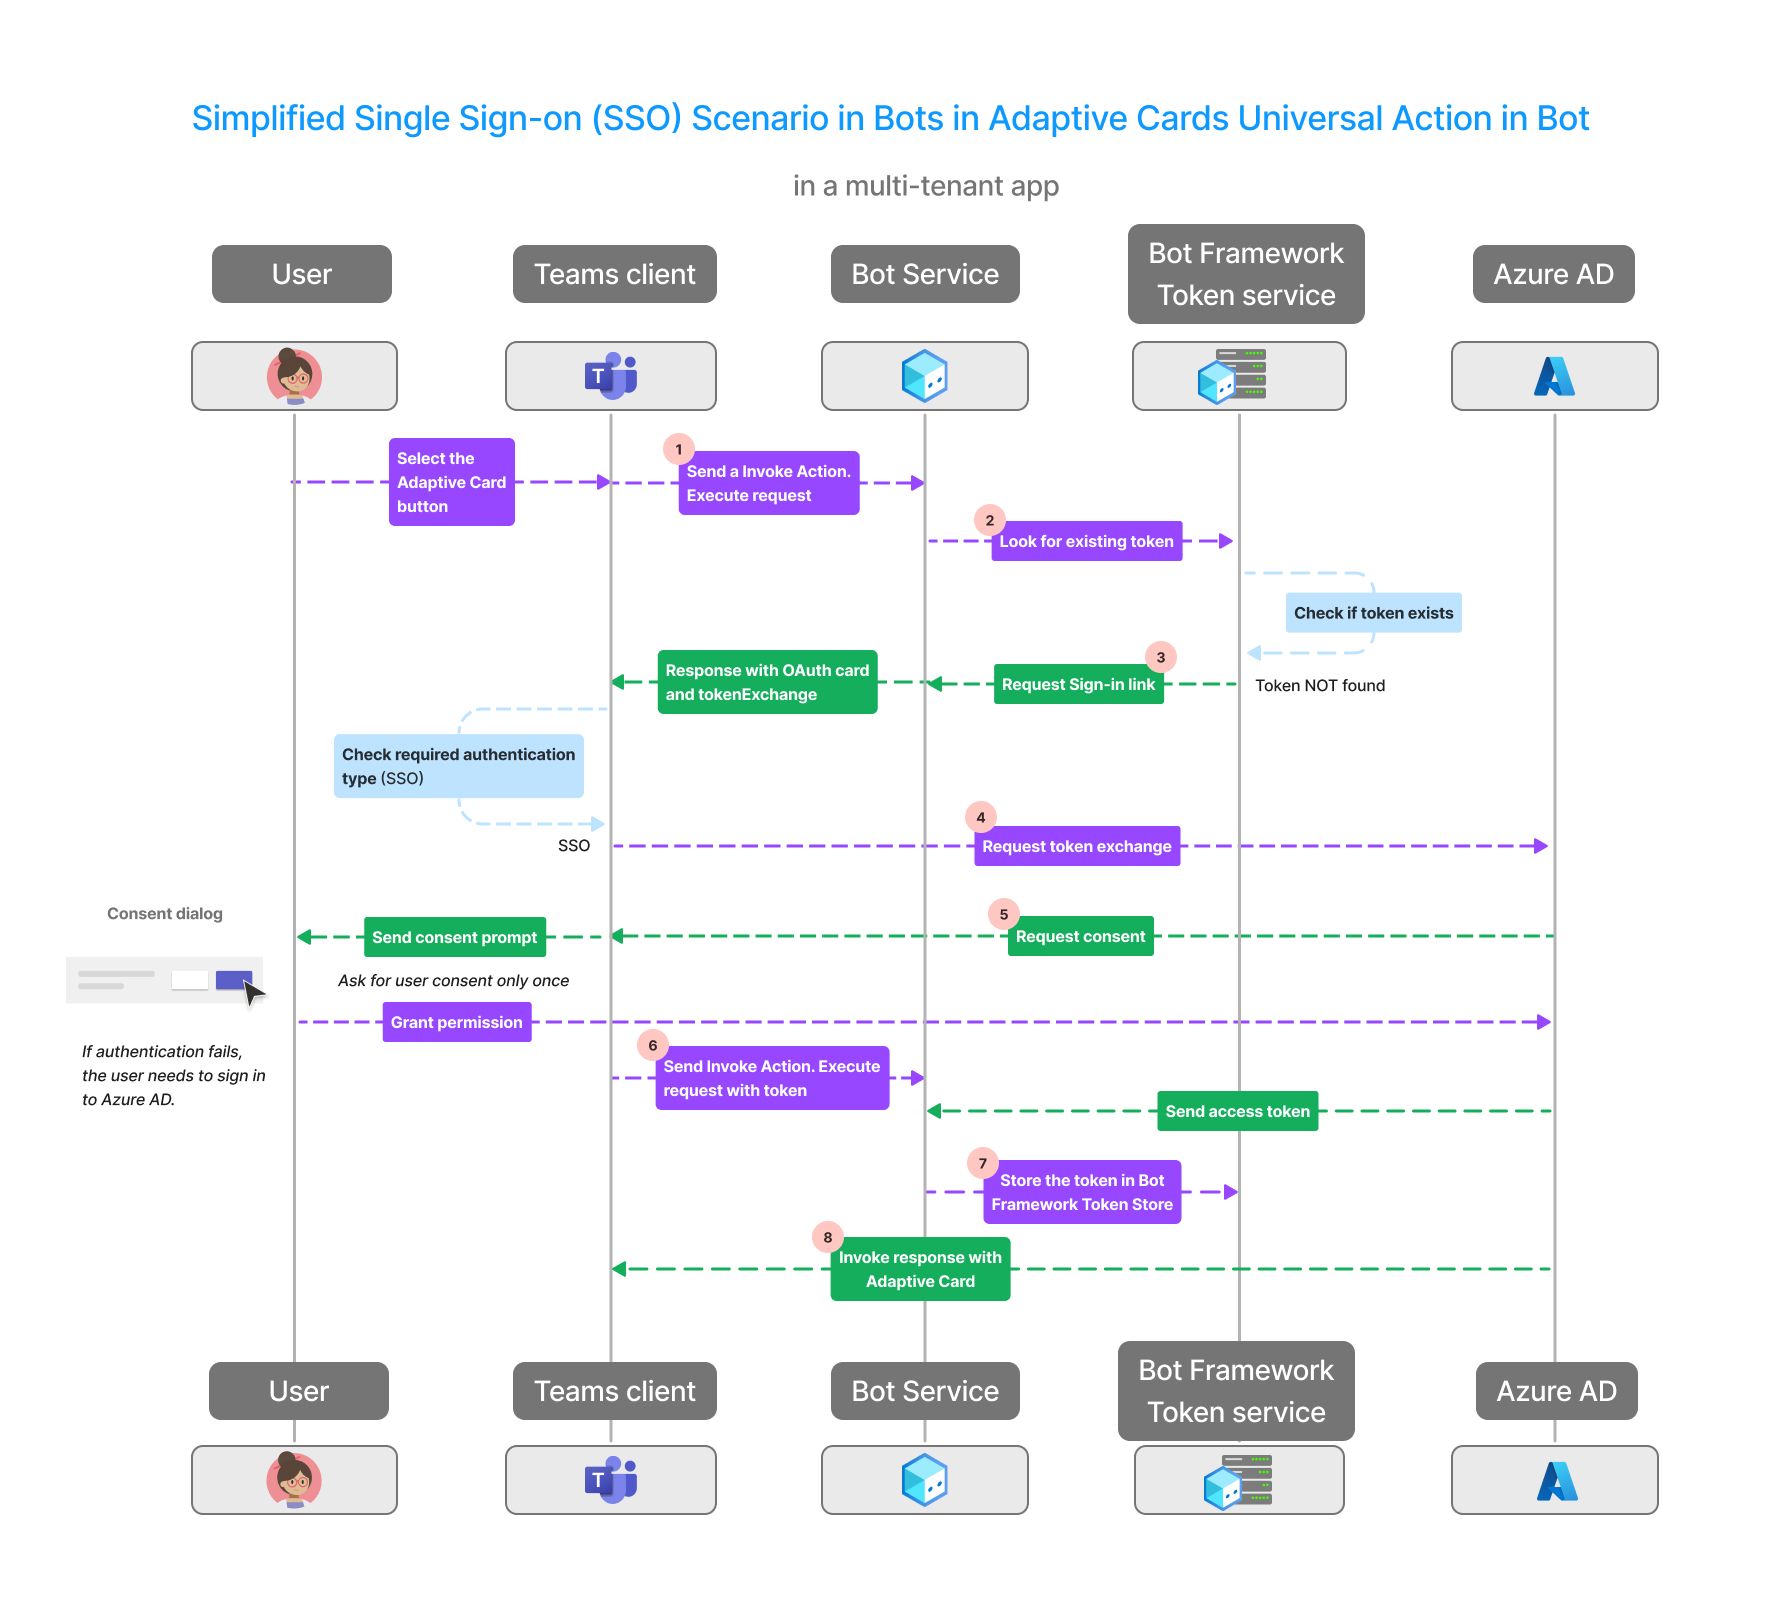 Simplified Single Sign-on (SSO) Scenario in Bots in Adaptive Cards Universal Action in Bot
in a multi-tenant app
User
Teams client
Bot Service
Bot Framework
Token service
Azure AD
T
Select the
Adaptive Card
button
1
Send a Invoke Action.
Execute request
2
Look for existing token
Check if token exists
3
Request Sign-in link
Token NOT found
Response with OAuth card
and tokenExchange
Check required authentication
type (SSO)
SSO
4
Request token exchange
Consent dialog
5
Request consent
Send consent prompt
Ask for user consent only once
Grant permission
If authentication fails,
the user needs to sign in
to Azure AD.
6
Send Invoke Action. Execute
request with token
Send access token
7
Store the token in Bot
Framework Token Store
8
Invoke response with
Adaptive Card
User
Teams client
Bot Service
Bot Framework
Token service
Azure AD
T